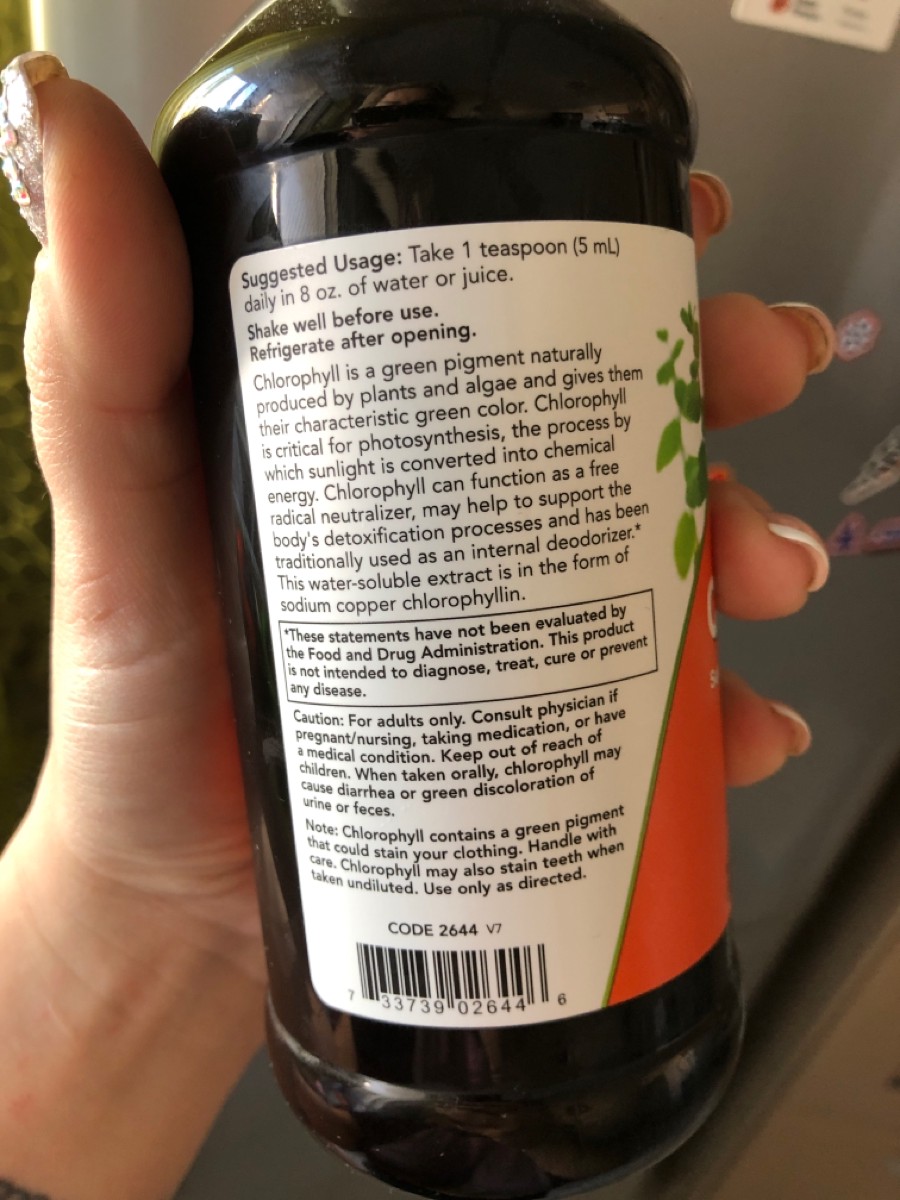 Suggested Usage: Take 1 teaspoon (5 mL)
daily in 8 oz. of water or juice.
Shake well before use.
Refrigerate after opening.
Chlorophyll is a green pigment naturally
produced by plants and algae and gives them
their characteristic green color. Chlorophyll
is critical for photosynthesis, the process by
which sunlight is converted into chemical
energy. Chlorophyll can function as a free
radical neutralizer, may help to support the
body's detoxification processes and has been
traditionally used as an internal deodorizer.*
This water-soluble extract is in the form of
sodium copper chlorophyllin.
*These statements have not been evaluated by
the Food and Drug Administration. This product
is not intended to diagnose, treat, cure or prevent
any disease.
Caution: For adults only. Consult physician if
pregnant/nursing, taking medication, or have
a medical condition. Keep out of reach of
children. When taken orally, chlorophyll may
cause diarrhea or green discoloration of
urine or feces.
Note: Chlorophyll contains a green pigment
that could stain your clothing. Handle with
care. Chlorophyll may also stain teeth when
taken undiluted. Use only as directed.
CODE 2644 V7
7 33739 02644 6